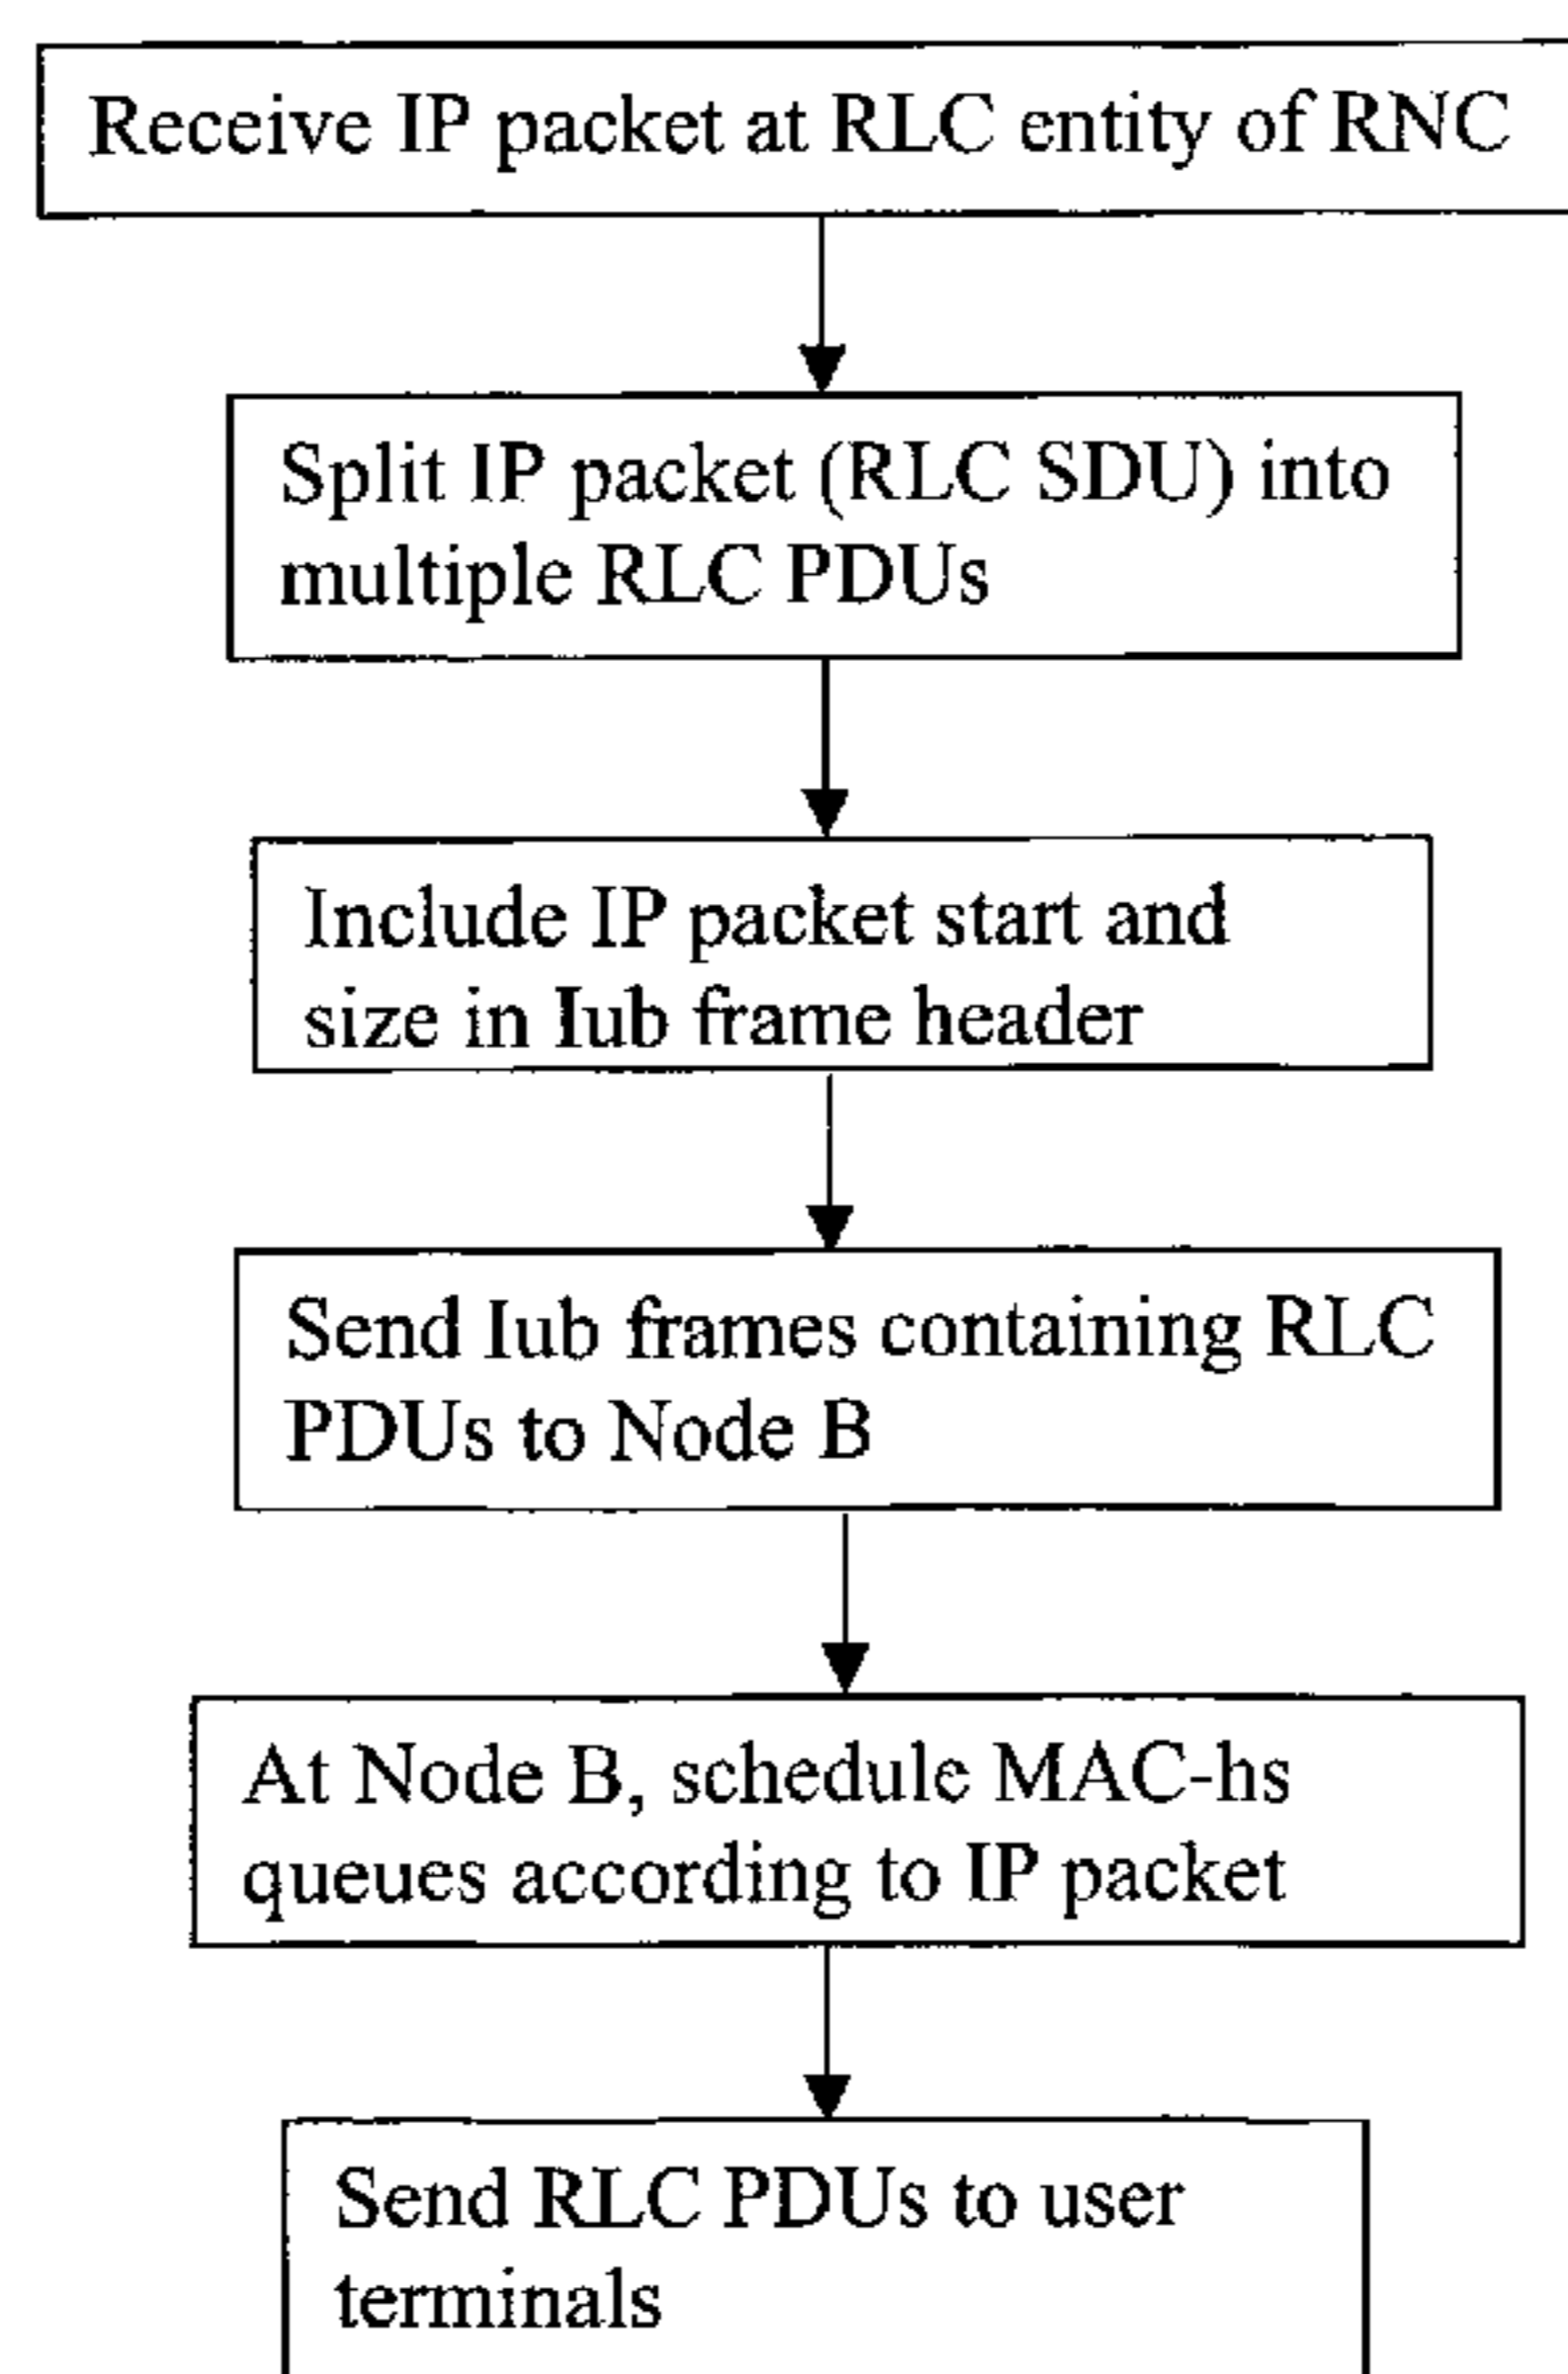 Receive IP packet at RLC entity of RNC
Split IP packet (RLC SDU) into
multiple RLC PDUs
Include IP packet start and
size in Iub frame header
Send Iub frames containing RLC
PDUs to Node B
At Node B, schedule MAC-hs
queues according to IP packet
Send RLC PDUs to user
terminals